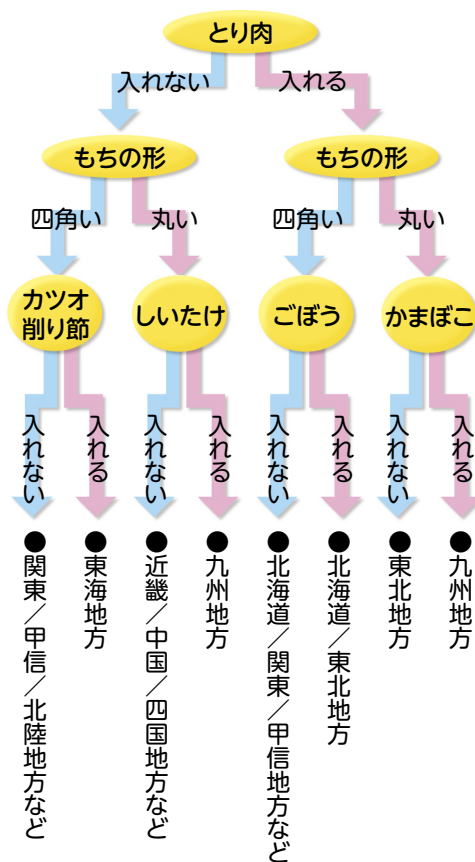 とり肉
入れない
入れる
もちの形
もちの形
四角い
丸い
四角い
丸い
カツオ
削り節
しいたけ
ごぼう
かまぼこ
入れない
入れる
入れない
入れる
入れない
入れる
入れない
入れる
●関東／甲信／北陸地方など
●東海地方
●近畿／中国／四国地方など
●九州地方
●北海道／関東／甲信地方など
●北海道／東北地方
●東北地方
●九州地方